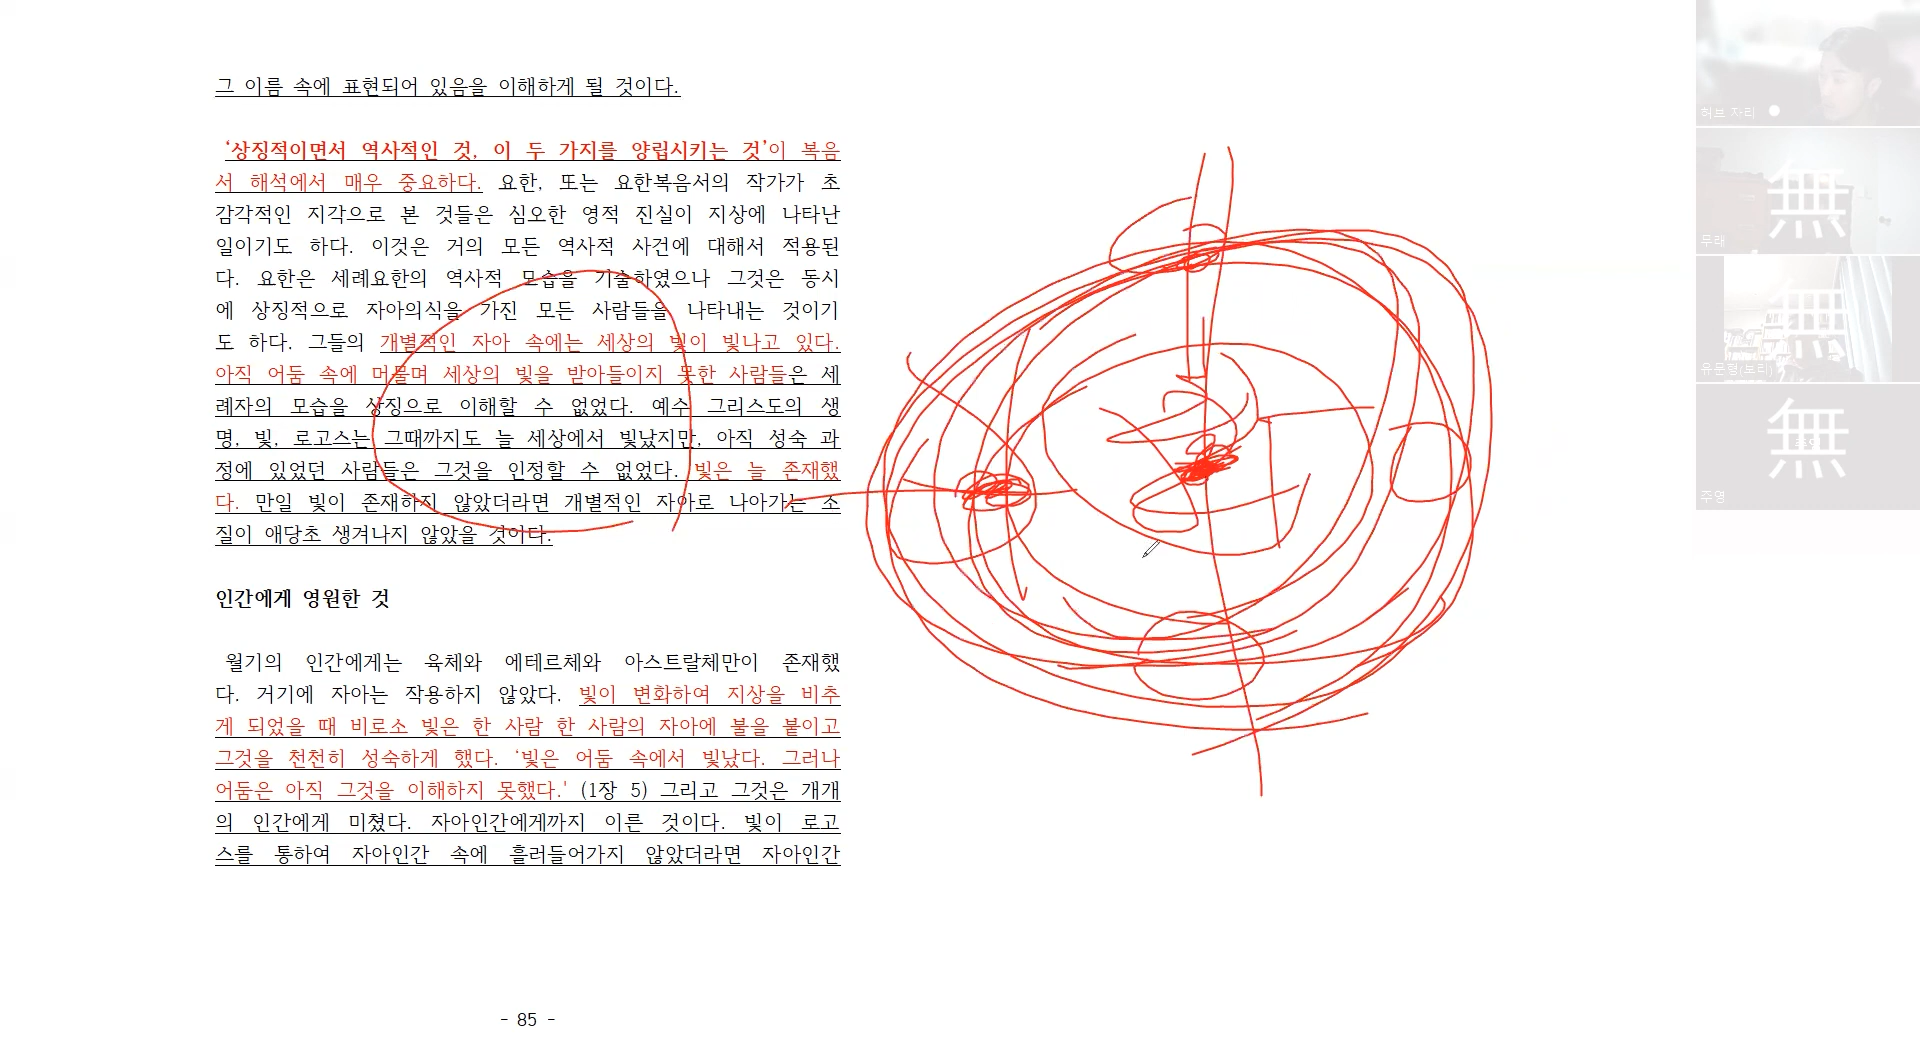 그 이름 속에 표현되어 있음을 이해하게 될 것이다.
‘상징적이면서 역사적인 것, 이 두 가지를 양립시키는 것’이 복음
서 해석에서 매우 중요하다. 요한, 또는 요한복음서의 작가가 초
감각적인 지각으로 본 것들은 심오한 영적 진실이 지상에 나타난
일이기도 하다. 이것은 거의 모든 역사적 사건에 대해서 적용된
다. 요한은 세례요한의 역사적 모습을 기술하였으나 그것은 동시
에 상징적으로 자아의식을 가진 모든 사람들을 나타내는 것이기
도 하다. 그들의 개별적인 자아 속에는 세상의 빛이 빛나고 있다.
아직 어둠 속에 머물며 세상의 빛을 받아들이지 못한 사람들은 세
례자의 모습을 상징으로 이해할 수 없었다. 예수 그리스도의 생
명, 빛, 로고스는 그때까지도 늘 세상에서 빛났지만, 아직 성숙 과
정에 있었던 사람들은 그것을 인정할 수 없었다. 빛은 늘 존재했
다. 만일 빛이 존재하지 않았더라면 개별적인 자아로 나아가는 소
질이 애당초 생겨나지 않았을 것이다.
인간에게 영원한 것
월기의 인간에게는 육체와 에테르체와 아스트랄체만이 존재했
다. 거기에 자아는 작용하지 않았다. 빛이 변화하여 지상을 비추
게 되었을 때 비로소 빛은 한 사람 한 사람의 자아에 불을 붙이고
그것을 천천히 성숙하게 했다. ‘빛은 어둠 속에서 빛났다. 그러나
어둠은 아직 그것을 이해하지 못했다.' (1장 5) 그리고 그것은 개개
의 인간에게 미쳤다. 자아인간에게까지 이른 것이다. 빛이 로고
스를 통하여 자아인간 속에 흘러들어가지 않았더라면 자아인간
- 85 -
허브 자리
無
무래
無
유문형(보리)
無
주영